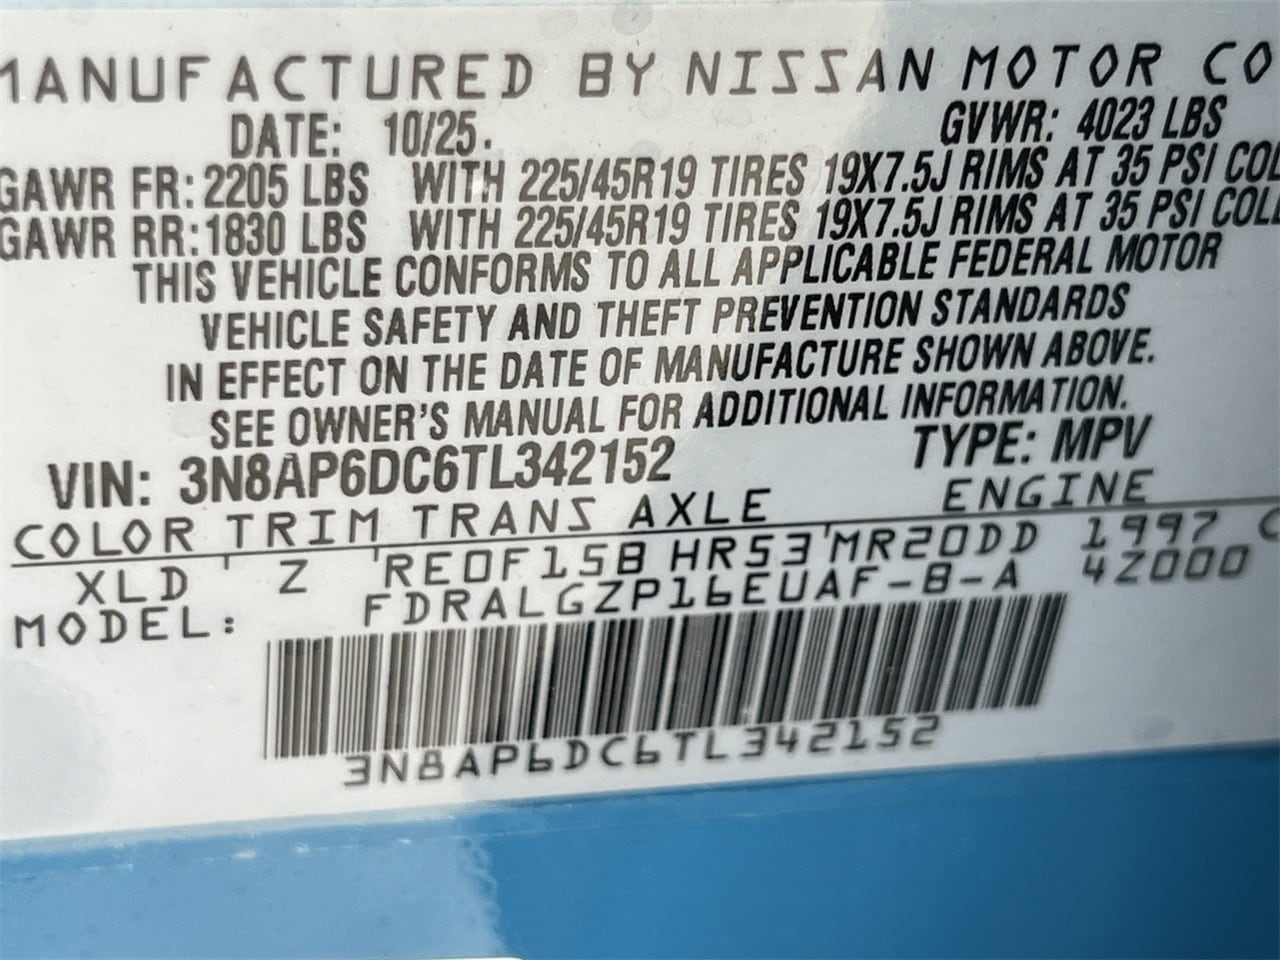 MANUFACTURED BY NISSAN MOTOR CO
DATE: 10/25. GVWR: 4023 LBS
GAWR FR: 2205 LBS WITH 225/45R19 TIRES 19X7.5J RIMS AT 35 PSI COL
GAWR RR: 1830 LBS WITH 225/45R19 TIRES 19X7.5J RIMS AT 35 PSI COL
THIS VEHICLE CONFORMS TO ALL APPLICABLE FEDERAL MOTOR
VEHICLE SAFETY AND THEFT PREVENTION STANDARDS
IN EFFECT ON THE DATE OF MANUFACTURE SHOWN ABOVE.
SEE OWNER'S MANUAL FOR ADDITIONAL INFORMATION.
VIN: 3N8AP6DC6TL342152 TYPE: MPV
COLOR TRIM TRANS AXLE ENGINE
XLD Z RE0F15B HR53 MR20DD 1997 C
MODEL: FDRALGZP16EUAF-B-A 4Z000
3N8AP6DC6TL342152